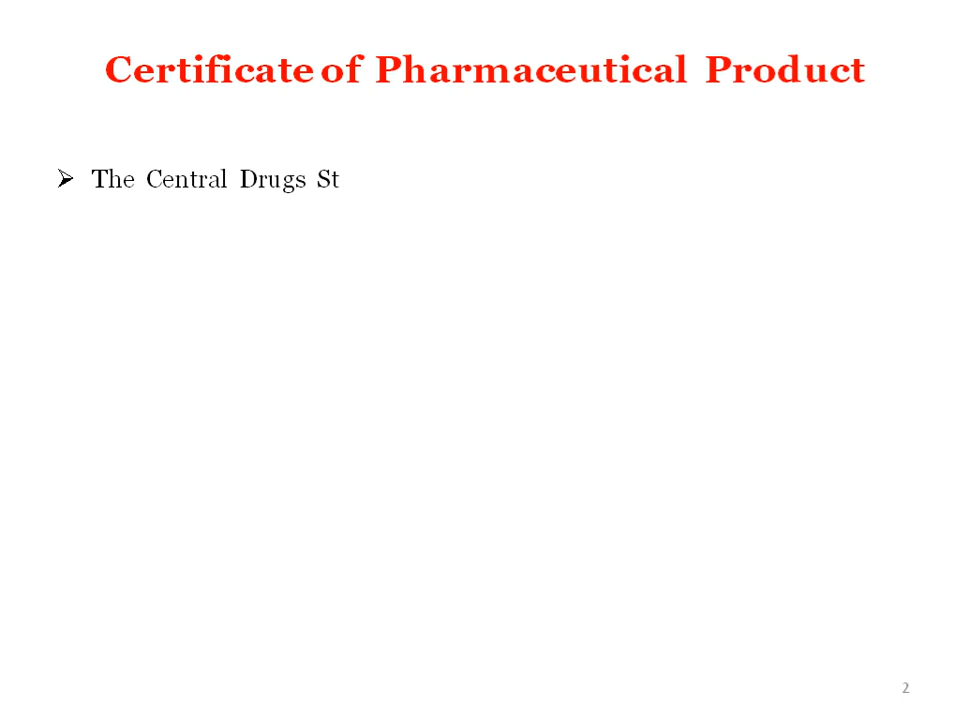 Certificate of Pharmaceutical Product
➢ The Central Drugs St
2